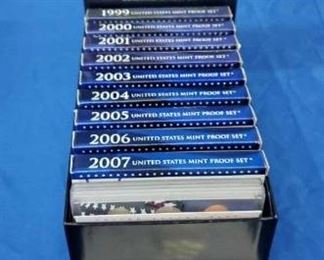 1999 UNITED STATES MINT PROOF SET
2000 UNITED STATES MINT PROOF SET
2001 UNITED STATES MINT PROOF SET
2002 UNITED STATES MINT PROOF SET
2003 UNITED STATES MINT PROOF SET
2004 UNITED STATES MINT PROOF SET
2005 UNITED STATES MINT PROOF SET
2006 UNITED STATES MINT PROOF SET
2007 UNITED STATES MINT PROOF SET